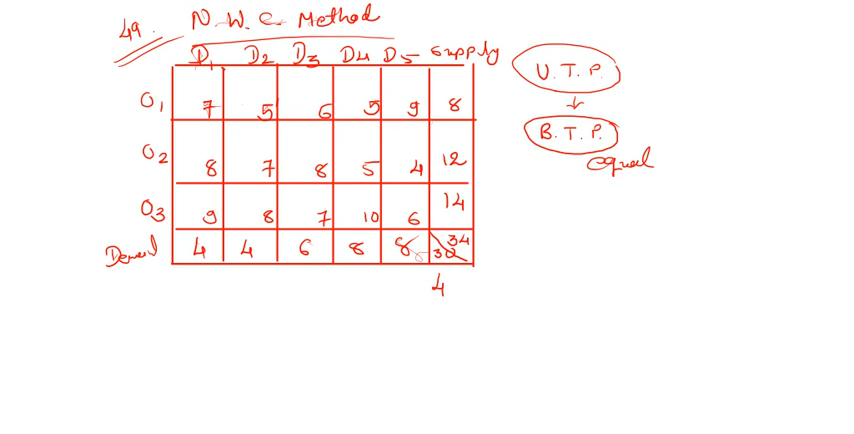 49. N.W.C. Method
D1 D2 D3 D4 D5 Supply
O1 7 5 6 5 9 8
O2 8 7 8 5 4 12
O3 9 8 7 10 6 14
Demand 4 4 6 8 8 34
30
4
U.T.P.
B.T.P.
equal